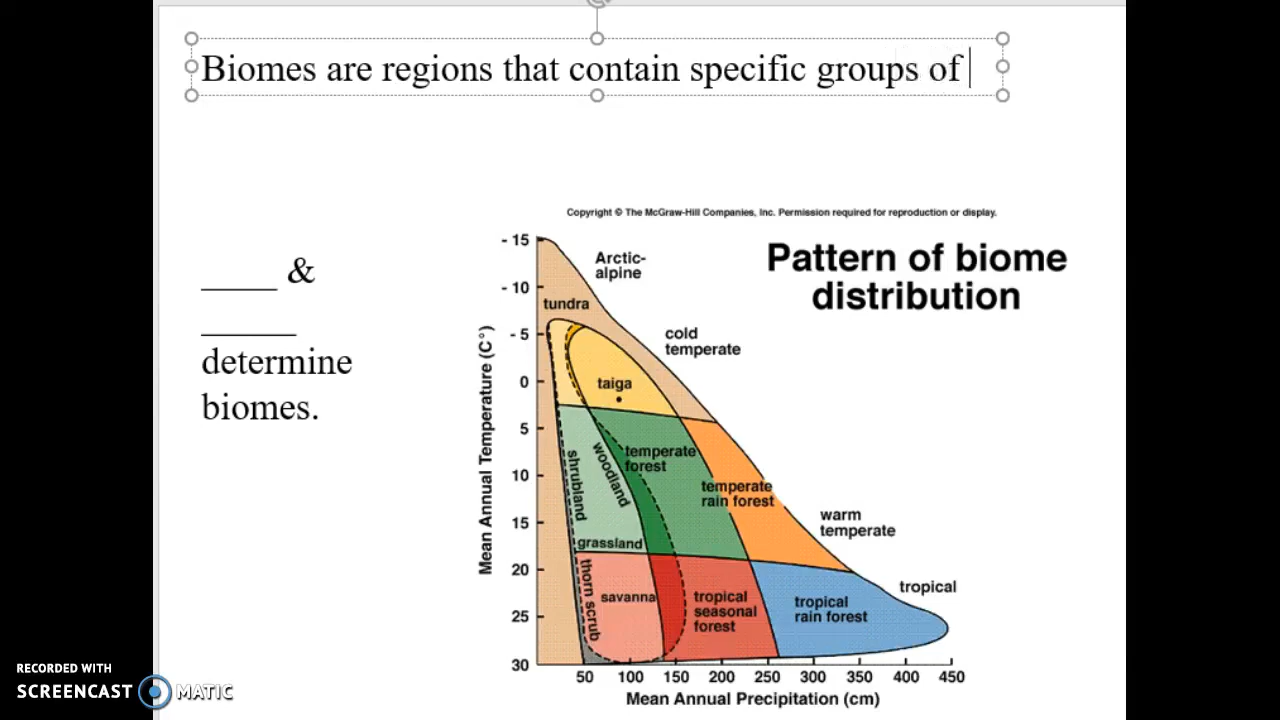 Biomes are regions that contain specific groups of
____ &
_____
determine
biomes.
Copyright © The McGraw-Hill Companies, Inc. Permission required for reproduction or display.
Pattern of biome
distribution
Mean Annual Temperature (C°)
- 15
- 10
- 5
0
5
10
15
20
25
30
Arctic-
alpine
tundra
cold
temperate
taiga
temperate
forest
woodland
shrubland
temperate
rain forest
warm
temperate
grassland
thorn scrub
savanna
tropical
seasonal
forest
tropical
rain forest
tropical
50 100 150 200 250 300 350 400 450
Mean Annual Precipitation (cm)
RECORDED WITH
SCREENCAST MATIC